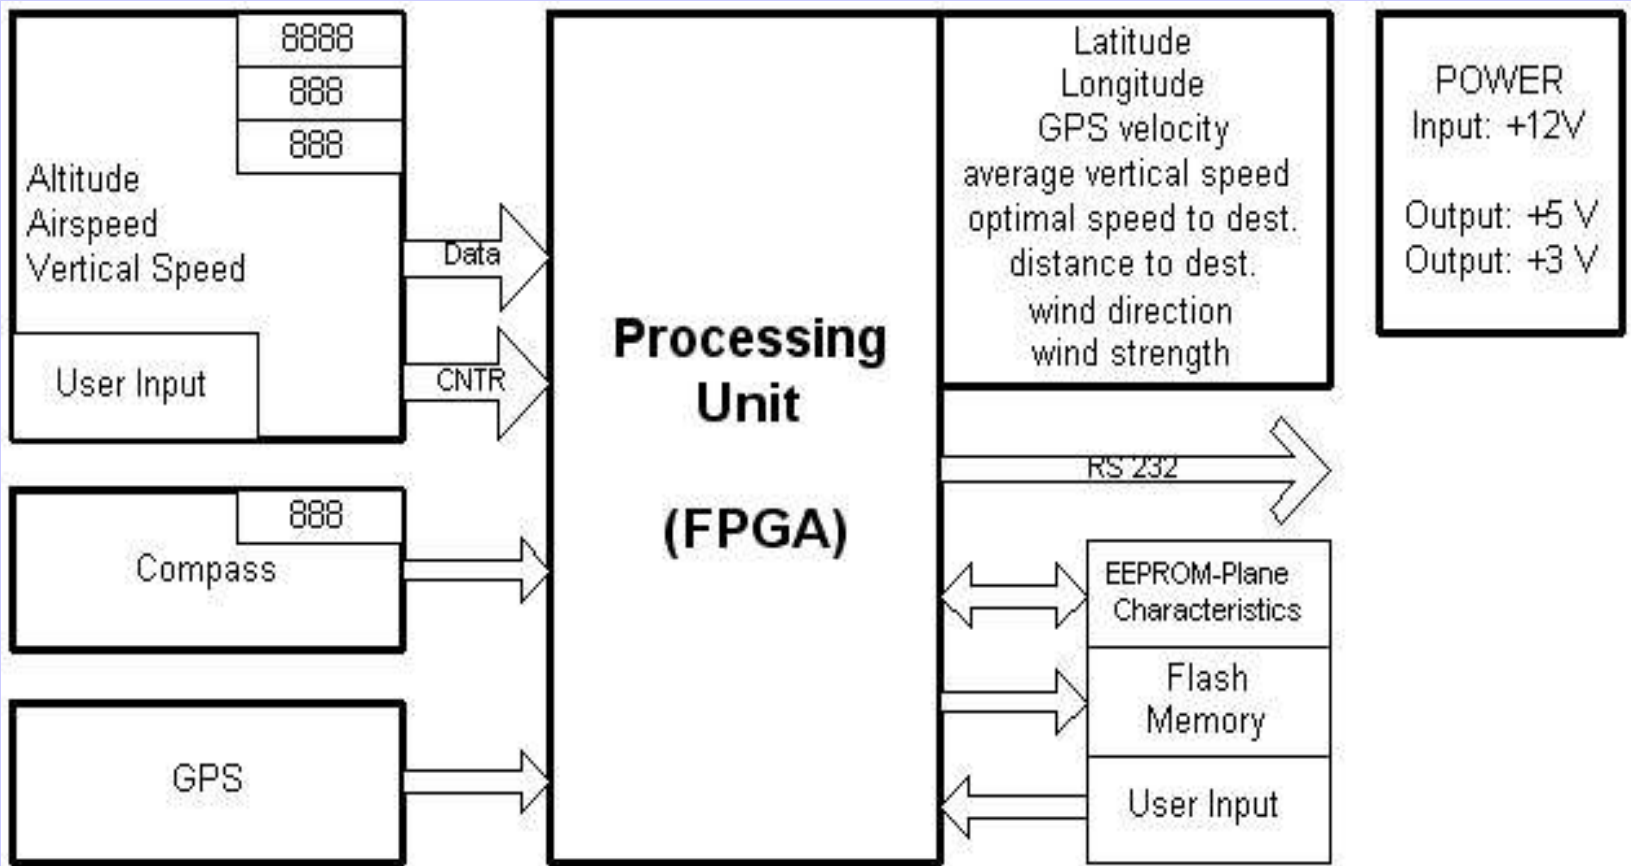 8888
888
888
Altitude
Airspeed
Vertical Speed
User Input
Data
CNTR
888
Compass
GPS
Processing
Unit
(FPGA)
Latitude
Longitude
GPS velocity
average vertical speed
optimal speed to dest.
distance to dest.
wind direction
wind strength
RS 232
EEPROM-Plane
Characteristics
Flash
Memory
User Input
POWER
Input: +12V
Output: +5 V
Output: +3 V